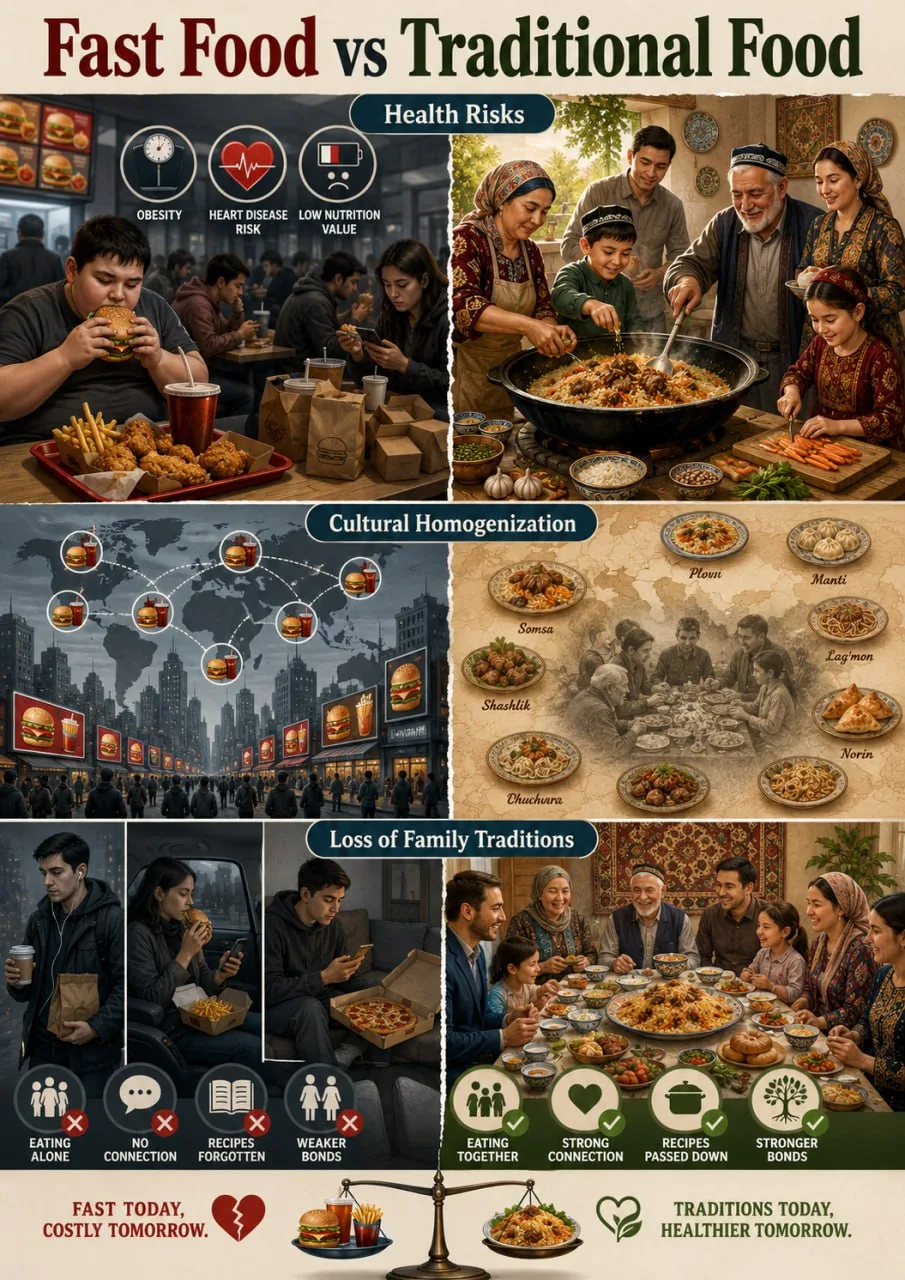 Fast Food vs Traditional Food
Health Risks
OBESITY
HEART DISEASE
RISK
LOW NUTRITION
VALUE
Cultural Homogenization
Plovu
Manti
Somsa
Lag'mon
Shashlik
Norin
Chuchvara
Loss of Family Traditions
EATING
ALONE
NO
CONNECTION
RECIPES
FORGOTTEN
WEAKER
BONDS
EATING
TOGETHER
STRONG
CONNECTION
RECIPES
PASSED DOWN
STRONGER
BONDS
FAST TODAY,
COSTLY TOMORROW.
TRADITIONS TODAY,
HEALTHIER TOMORROW.